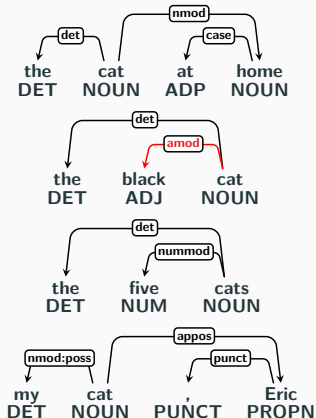 nmod
det case
the cat at home
DET NOUN ADP NOUN
det
amod
the black cat
DET ADJ NOUN
det
nummod
the five cats
DET NUM NOUN
appos
nmod:poss punct
my cat , Eric
DET NOUN PUNCT PROPN